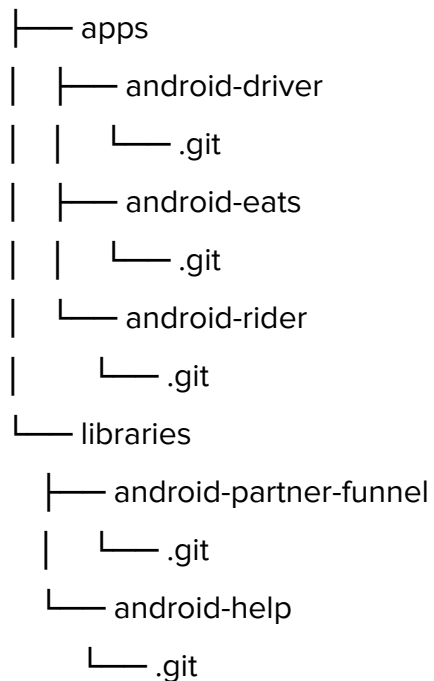 ├── apps
│ ├── android-driver
│ │ └── .git
│ ├── android-eats
│ │ └── .git
│ └── android-rider
│ └── .git
└── libraries
├── android-partner-funnel
│ └── .git
└── android-help
└── .git